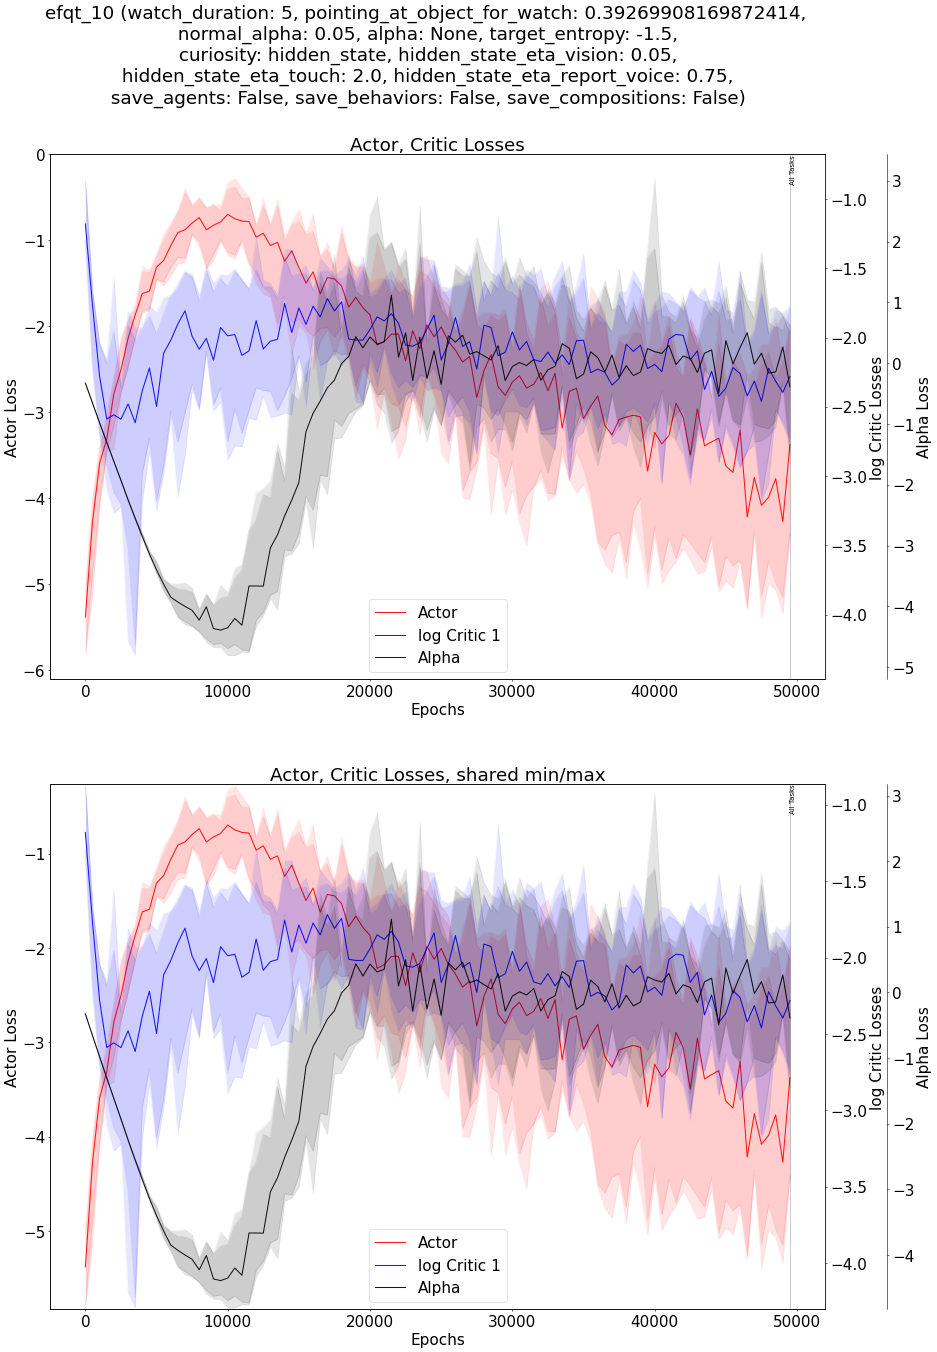 efqt_10 (watch_duration: 5, pointing_at_object_for_watch: 0.39269908169872414,
normal_alpha: 0.05, alpha: None, target_entropy: -1.5,
curiosity: hidden_state, hidden_state_eta_vision: 0.05,
hidden_state_eta_touch: 2.0, hidden_state_eta_report_voice: 0.75,
save_agents: False, save_behaviors: False, save_compositions: False)
Actor, Critic Losses
0
−1
−2
−3
−4
−5
−6
Actor Loss
0
10000
20000
30000
40000
50000
Epochs
−1.0
−1.5
−2.0
−2.5
−3.0
−3.5
−4.0
log Critic Losses
3
2
1
0
−1
−2
−3
−4
−5
Alpha Loss
All Tasks
Actor
log Critic 1
Alpha
Actor, Critic Losses, shared min/max
−1
−2
−3
−4
−5
Actor Loss
0
10000
20000
30000
40000
50000
Epochs
−1.0
−1.5
−2.0
−2.5
−3.0
−3.5
−4.0
log Critic Losses
3
2
1
0
−1
−2
−3
−4
Alpha Loss
All Tasks
Actor
log Critic 1
Alpha